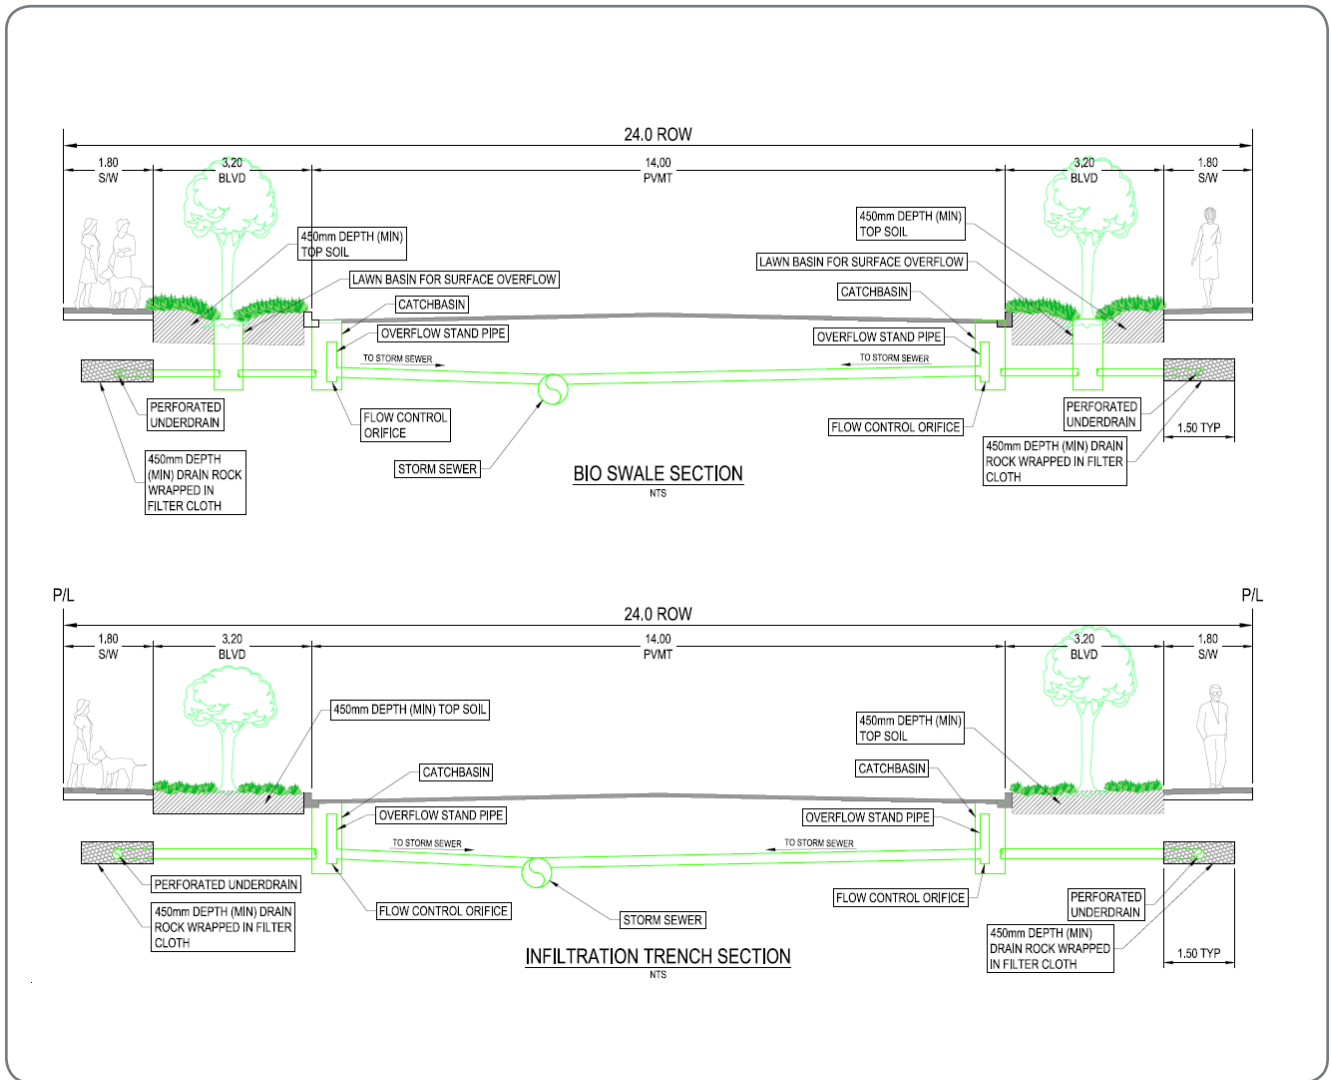 24.0 ROW
1.80
S/W
3.20
BLVD
14.00
PVMT
3.20
BLVD
1.80
S/W
450mm DEPTH (MIN)
TOP SOIL
LAWN BASIN FOR SURFACE OVERFLOW
CATCHBASIN
OVERFLOW STAND PIPE
TO STORM SEWER
450mm DEPTH (MIN)
TOP SOIL
LAWN BASIN FOR SURFACE OVERFLOW
CATCHBASIN
OVERFLOW STAND PIPE
TO STORM SEWER
PERFORATED
UNDERDRAIN
FLOW CONTROL
ORIFICE
FLOW CONTROL ORIFICE
PERFORATED
UNDERDRAIN
1.50 TYP
450mm DEPTH
(MIN) DRAIN ROCK
WRAPPED IN
FILTER CLOTH
STORM SEWER
450mm DEPTH (MIN) DRAIN
ROCK WRAPPED IN FILTER
CLOTH
BIO SWALE SECTION
NTS
P/L
P/L
24.0 ROW
1.80
S/W
3.20
BLVD
14.00
PVMT
3.20
BLVD
1.80
S/W
450mm DEPTH (MIN) TOP SOIL
CATCHBASIN
OVERFLOW STAND PIPE
TO STORM SEWER
450mm DEPTH (MIN)
TOP SOIL
CATCHBASIN
OVERFLOW STAND PIPE
TO STORM SEWER
PERFORATED UNDERDRAIN
450mm DEPTH (MIN) DRAIN
ROCK WRAPPED IN FILTER
CLOTH
FLOW CONTROL ORIFICE
STORM SEWER
FLOW CONTROL ORIFICE
PERFORATED
UNDERDRAIN
450mm DEPTH (MIN)
DRAIN ROCK WRAPPED
IN FILTER CLOTH
1.50 TYP
INFILTRATION TRENCH SECTION
NTS